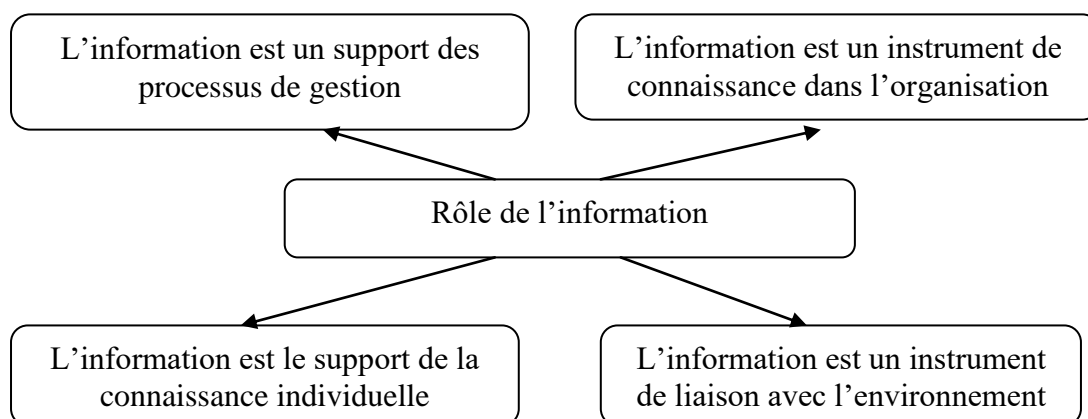 L’information est un support des
processus de gestion
L’information est un instrument de
connaissance dans l’organisation
Rôle de l’information
L’information est le support de la
connaissance individuelle
L’information est un instrument
de liaison avec l’environnement